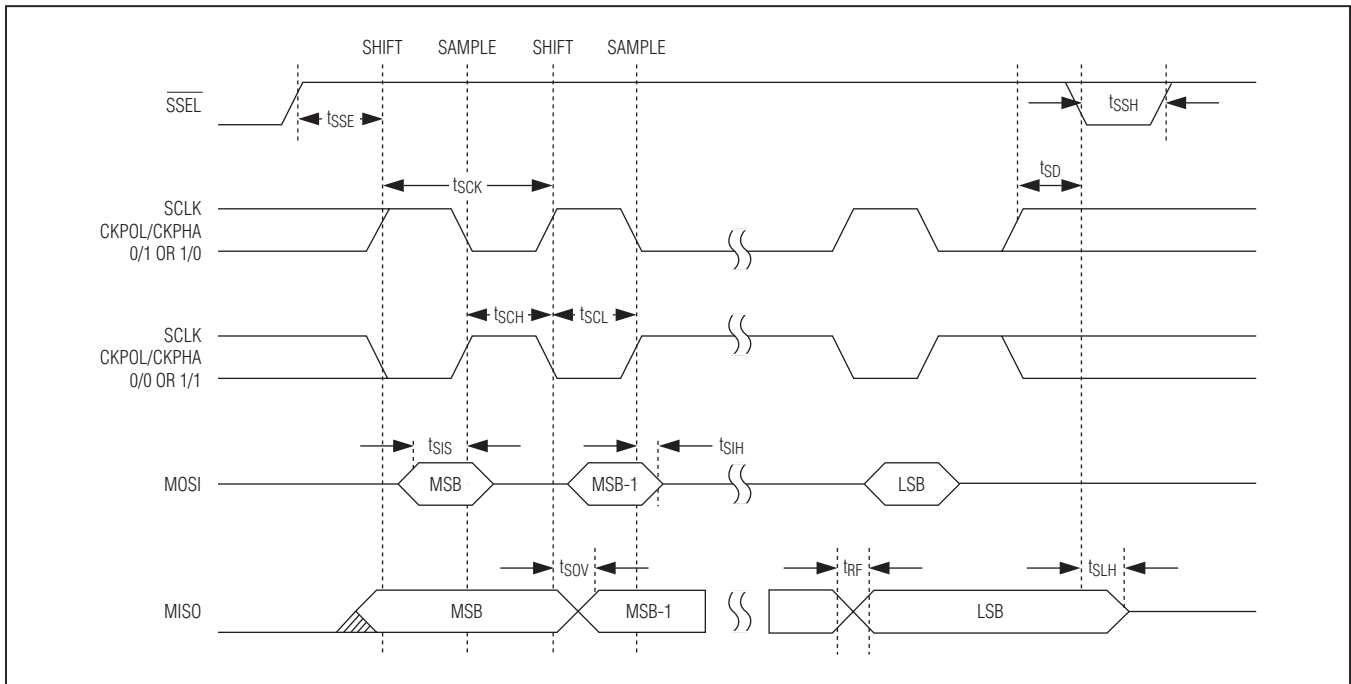 SHIFT SAMPLE SHIFT SAMPLE
SSEL
tSSE
tSSH
tSD
tSCK
SCLK
CKPOL/CKPHA
0/1 OR 1/0
tSCH tSCL
SCLK
CKPOL/CKPHA
0/0 OR 1/1
tSIS tSIH
MOSI MSB MSB-1 LSB
tSOV tRF tSLH
MISO MSB MSB-1 LSB